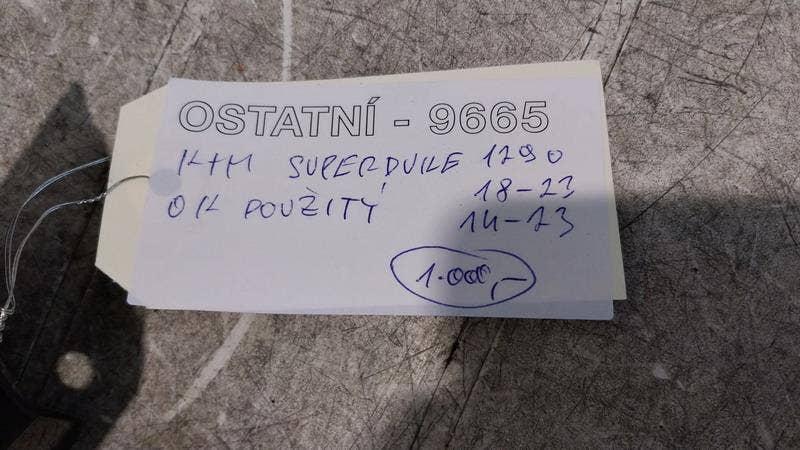 OSTATNÍ - 9665
KTM SUPERDUKE 1290
OK POUŽITÝ 18-23
14-23
1.000,-